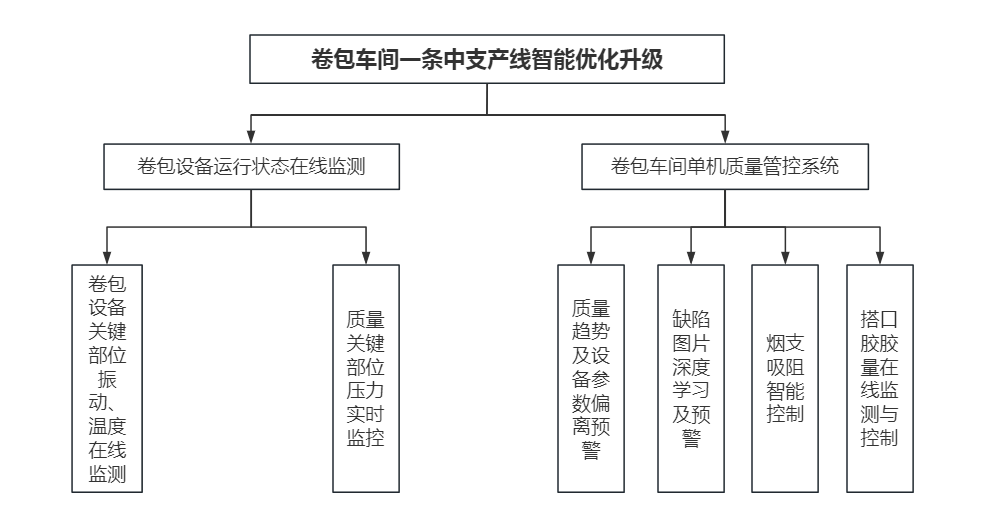 卷包车间一条中支产线智能优化升级
卷包设备运行状态在线监测
卷包车间单机质量管控系统
卷包
设备
关键
部位
振
动、
温度
在线
监测
质量
关键
部位
压力
实时
监控
质量
趋势
及设
备参
数偏
离预
警
缺陷
图片
深度
学习
及预
警
烟支
吸阻
智能
控制
搭口
胶胶
量在
线监
测与
控制